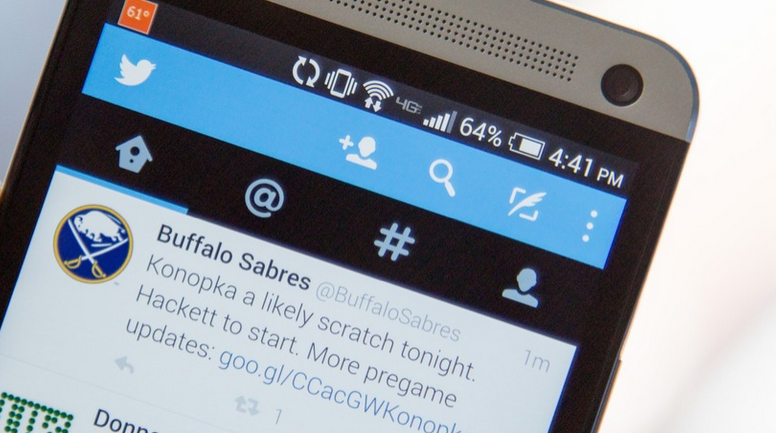 61°
4G
64%
4:41 PM
@
#
Buffalo Sabres @BuffaloSabres
1m
Konopka a likely scratch tonight.
Hackett to start. More pregame
updates: goo.gl/CCacGWKonopk
1